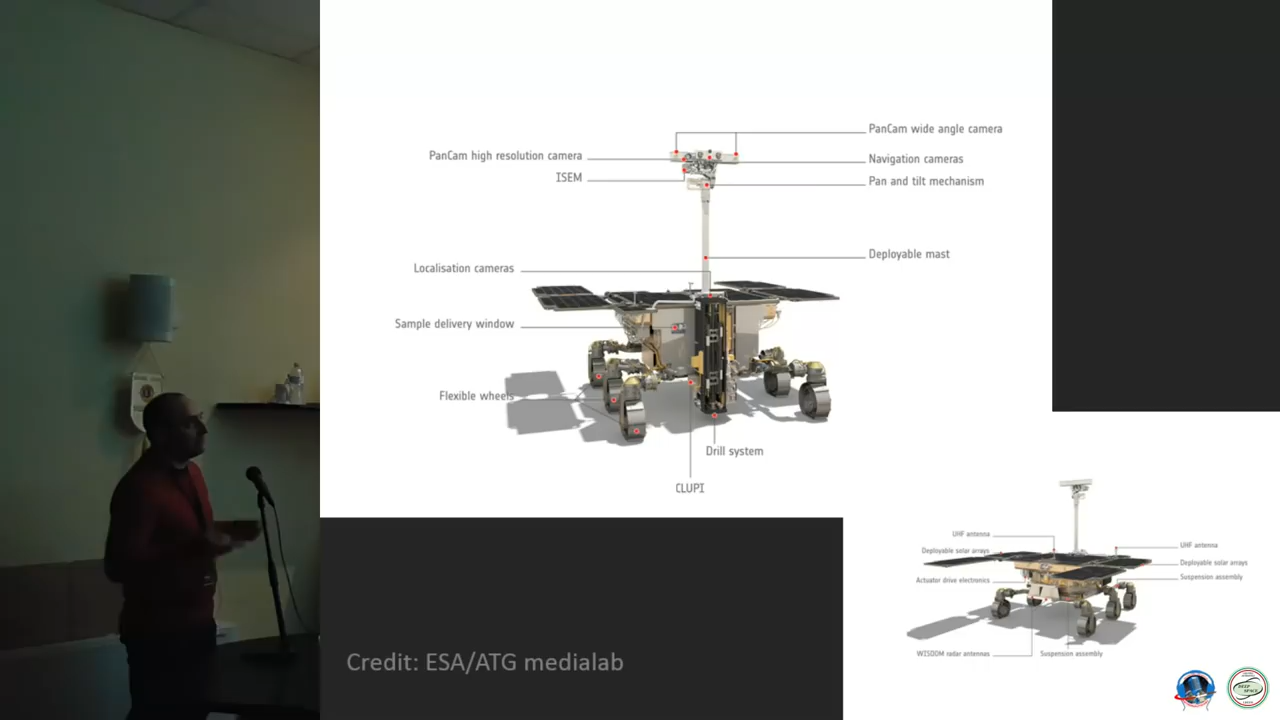 PanCam wide angle camera
PanCam high resolution camera
Navigation cameras
ISEM
Pan and tilt mechanism
Deployable mast
Localisation cameras
Sample delivery window
Flexible wheels
Drill system
CLUPI
UHF antenna
UHF antenna
Deployable solar arrays
Deployable solar arrays
Actuator drive electronics
Suspension assembly
WISDOM radar antennas
Suspension assembly
Credit: ESA/ATG medialab
DEEP
SPACE